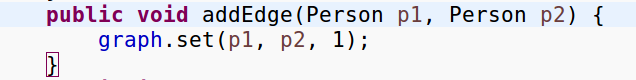 public void addEdge(Person p1, Person p2) {
graph.set(p1, p2, 1);
}